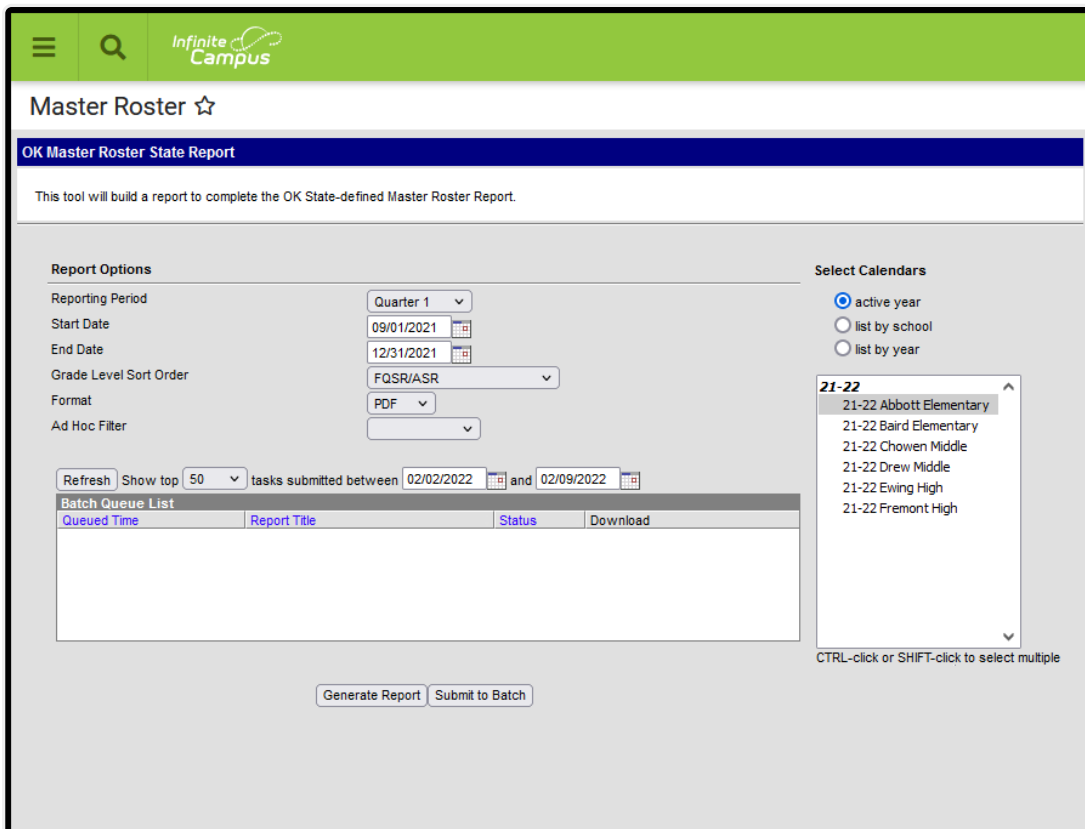 Infinite Campus
Master Roster
OK Master Roster State Report
This tool will build a report to complete the OK State-defined Master Roster Report.
Report Options
Reporting Period Quarter 1
Start Date 09/01/2021
End Date 12/31/2021
Grade Level Sort Order FQSR/ASR
Format PDF
Ad Hoc Filter
Refresh Show top 50 tasks submitted between 02/02/2022 and 02/09/2022
Batch Queue List
Queued Time Report Title Status Download
Generate Report Submit to Batch
Select Calendars
active year
list by school
list by year
21-22
21-22 Abbott Elementary
21-22 Baird Elementary
21-22 Chowen Middle
21-22 Drew Middle
21-22 Ewing High
21-22 Fremont High
CTRL-click or SHIFT-click to select multiple